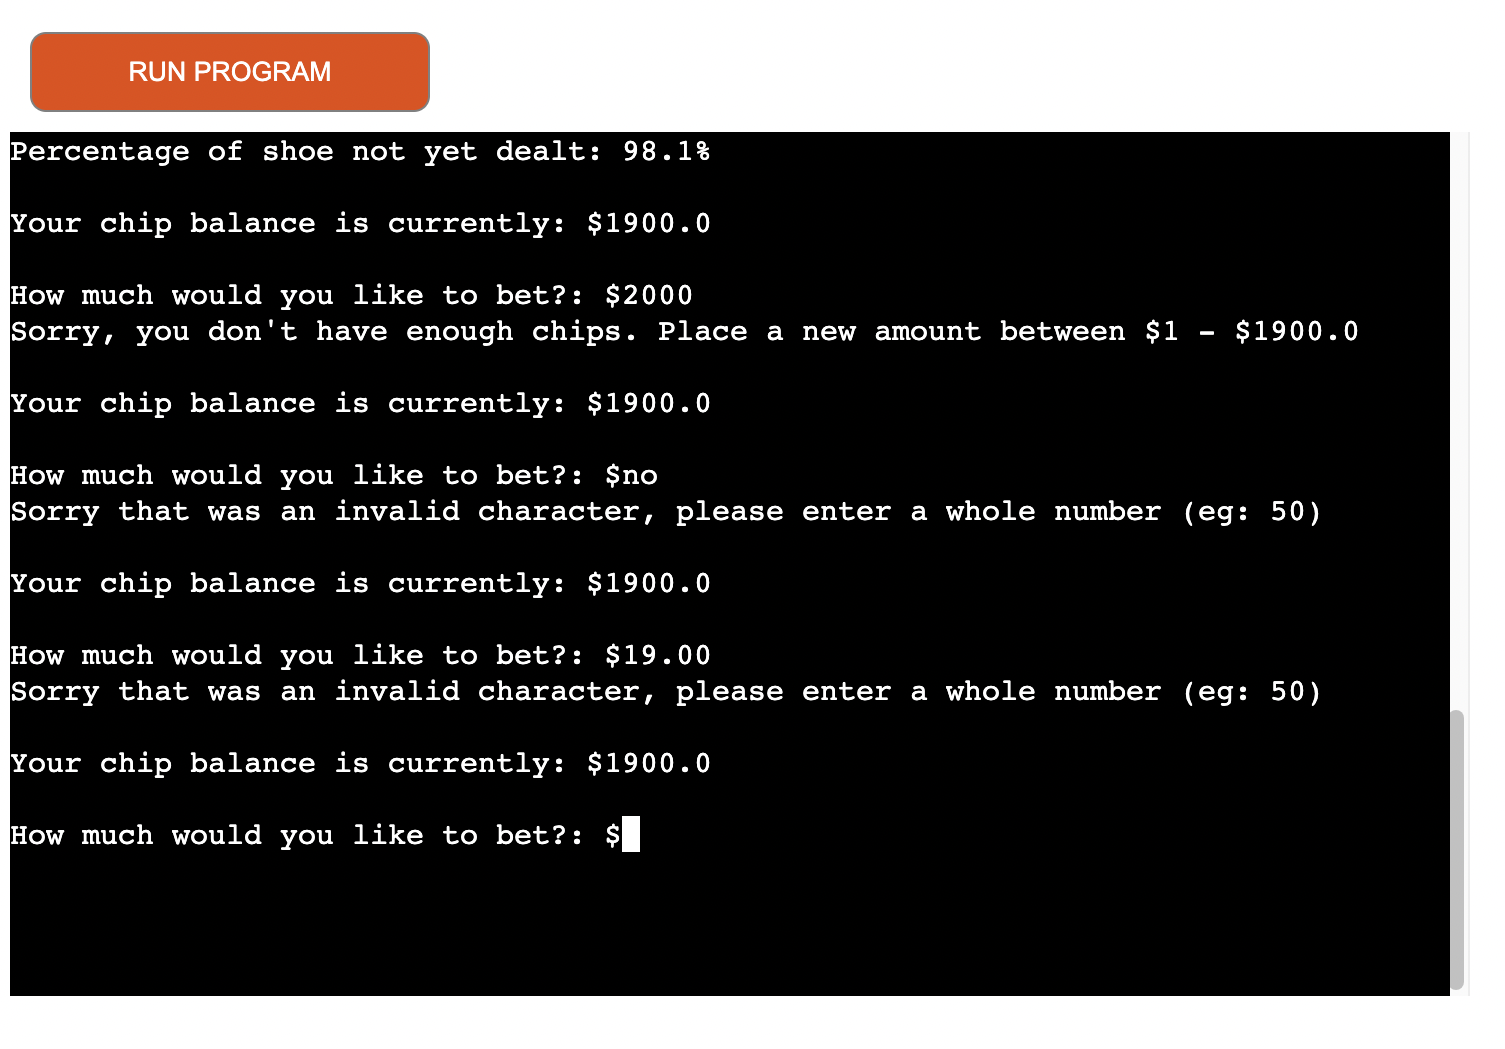 RUN PROGRAM
Percentage of shoe not yet dealt: 98.1%
Your chip balance is currently: $1900.0
How much would you like to bet?: $2000
Sorry, you don't have enough chips. Place a new amount between $1 - $1900.0
Your chip balance is currently: $1900.0
How much would you like to bet?: $no
Sorry that was an invalid character, please enter a whole number (eg: 50)
Your chip balance is currently: $1900.0
How much would you like to bet?: $19.00
Sorry that was an invalid character, please enter a whole number (eg: 50)
Your chip balance is currently: $1900.0
How much would you like to bet?: $